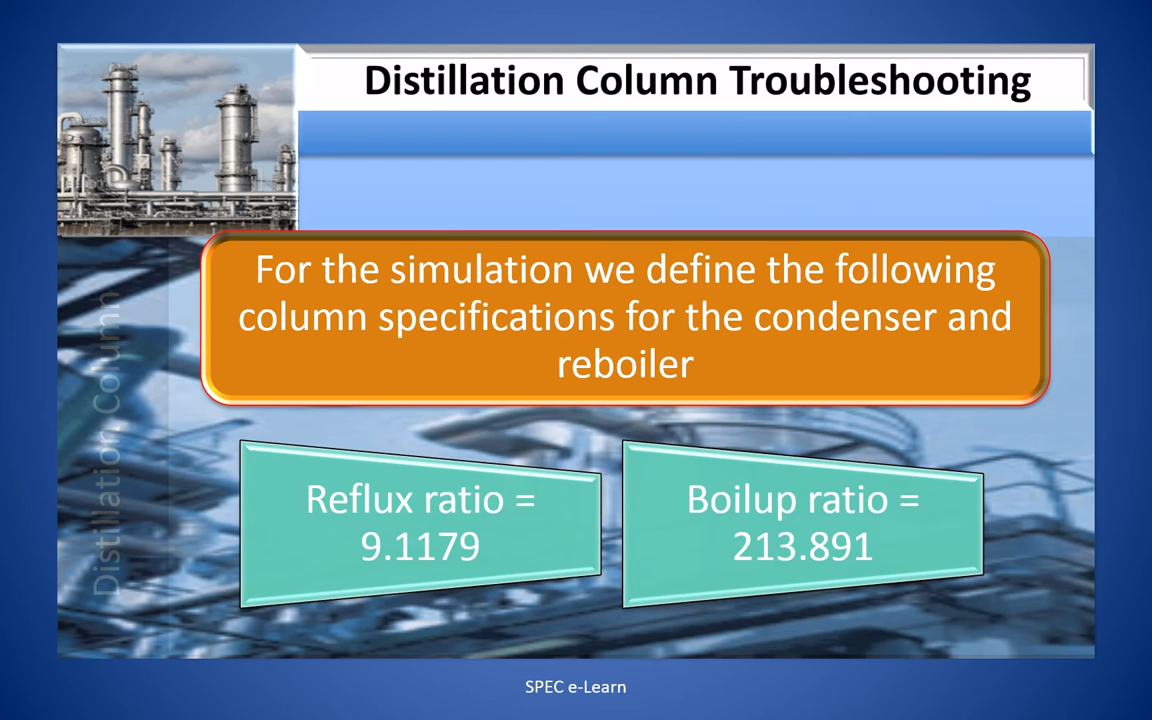 Distillation Column Troubleshooting
For the simulation we define the following
column specifications for the condenser and
reboiler
Distillation Column
Reflux ratio =
9.1179
Boilup ratio =
213.891
SPEC e-Learn